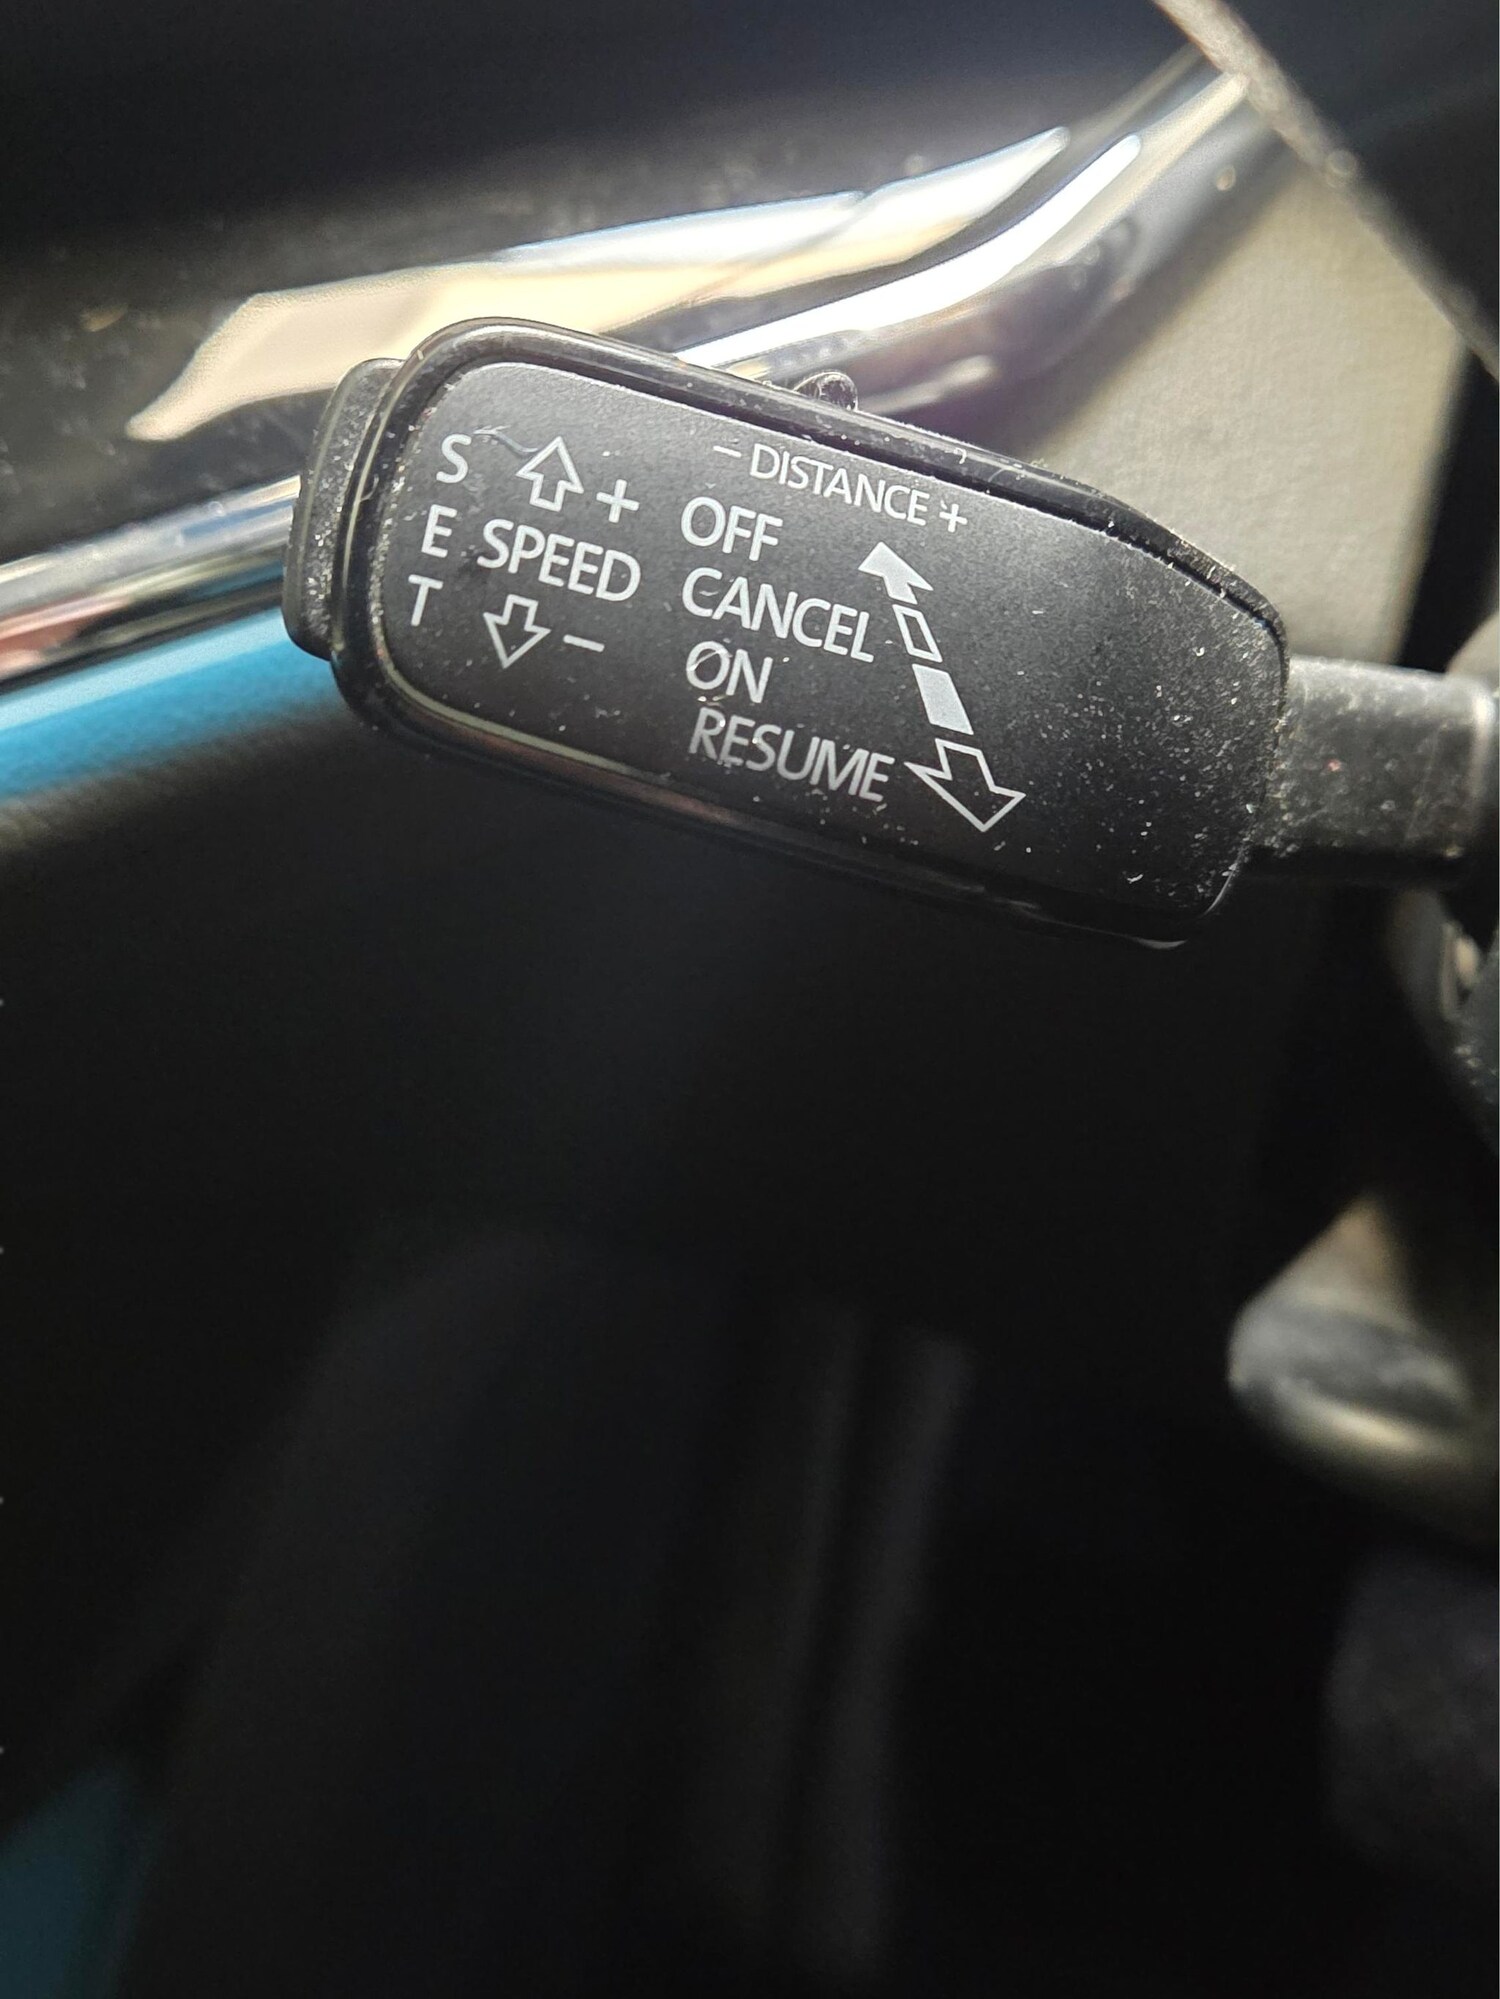 − DISTANCE +
S
E
T
+
SPEED
−
OFF
CANCEL
ON
RESUME